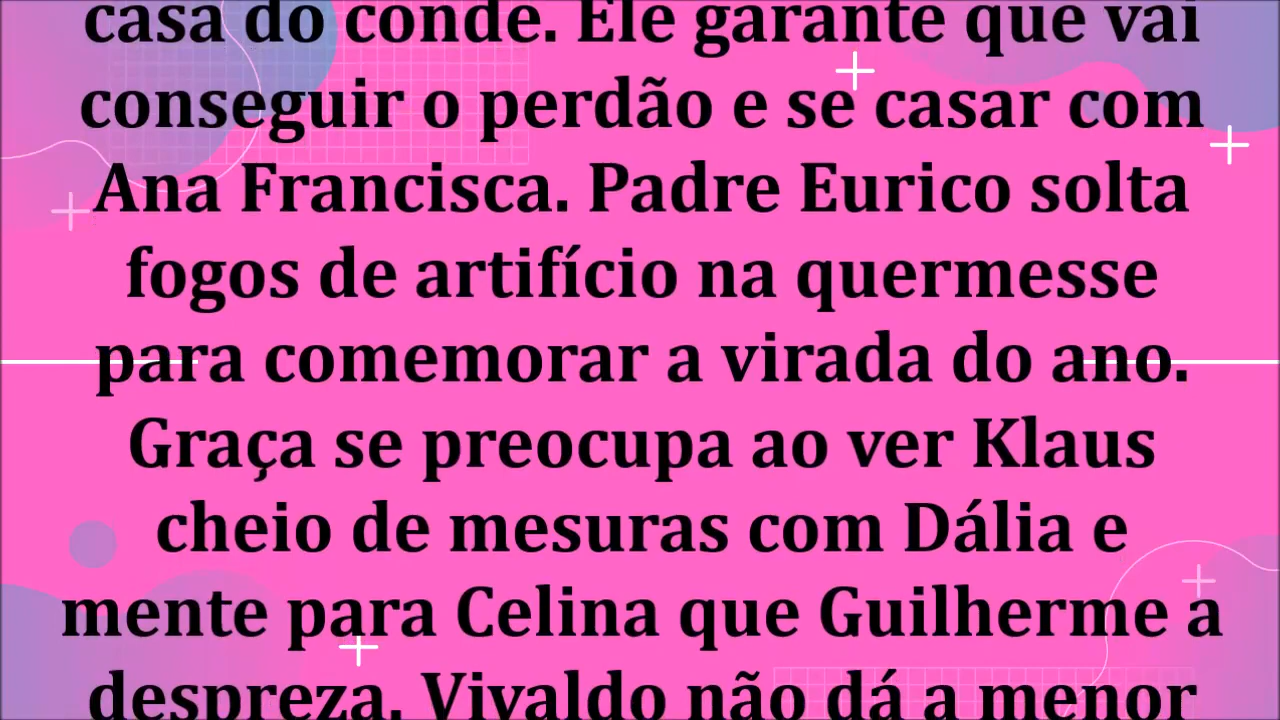 casa do conde. Ele garante que vai
conseguir o perdão e se casar com
Ana Francisca. Padre Eurico solta
fogos de artifício na quermesse
para comemorar a virada do ano.
Graça se preocupa ao ver Klaus
cheio de mesuras com Dália e
mente para Celina que Guilherme a
despreza. Vivaldo não dá a menor